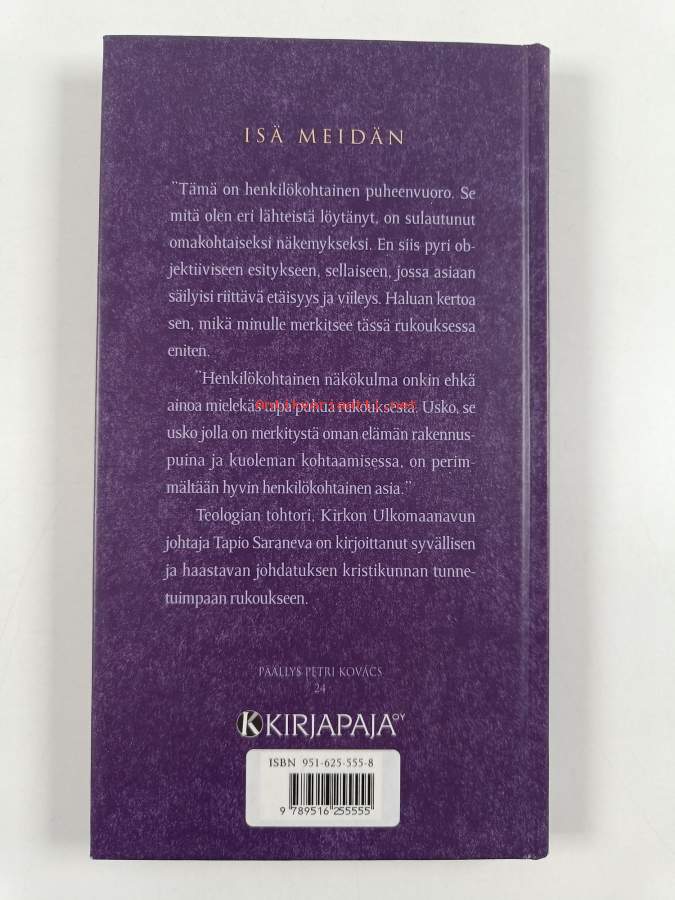 ISÄ MEIDÄN
"Tämä on henkilökohtainen puheenvuoro. Se
mitä olen eri lähteistä löytänyt, on sulautunut
omakohtaiseksi näkemykseksi. En siis pyri ob-
jektiiviseen esitykseen, sellaiseen, jossa asiaan
säilyisi riittävä etäisyys ja viileys. Haluan kertoa
sen, mikä minulle merkitsee tässä rukouksessa
eniten.
"Henkilökohtainen näkökulma onkin ehkä
ainoa mielekäs tapa puhua rukouksesta. Usko, se
usko jolla on merkitystä oman elämän rakennus-
puina ja kuoleman kohtaamisessa, on perim-
mältään hyvin henkilökohtainen asia."
Teologian tohtori, Kirkon Ulkomaanavun
johtaja Tapio Saraneva on kirjoittanut syvällisen
ja haastavan johdatuksen kristikunnan tunne-
tuimpaan rukoukseen.
PÄÄLLYS PETRI KOVÁCS
24
KIRJAPAJA OY
ISBN 951-625-555-8
9 789516 255555